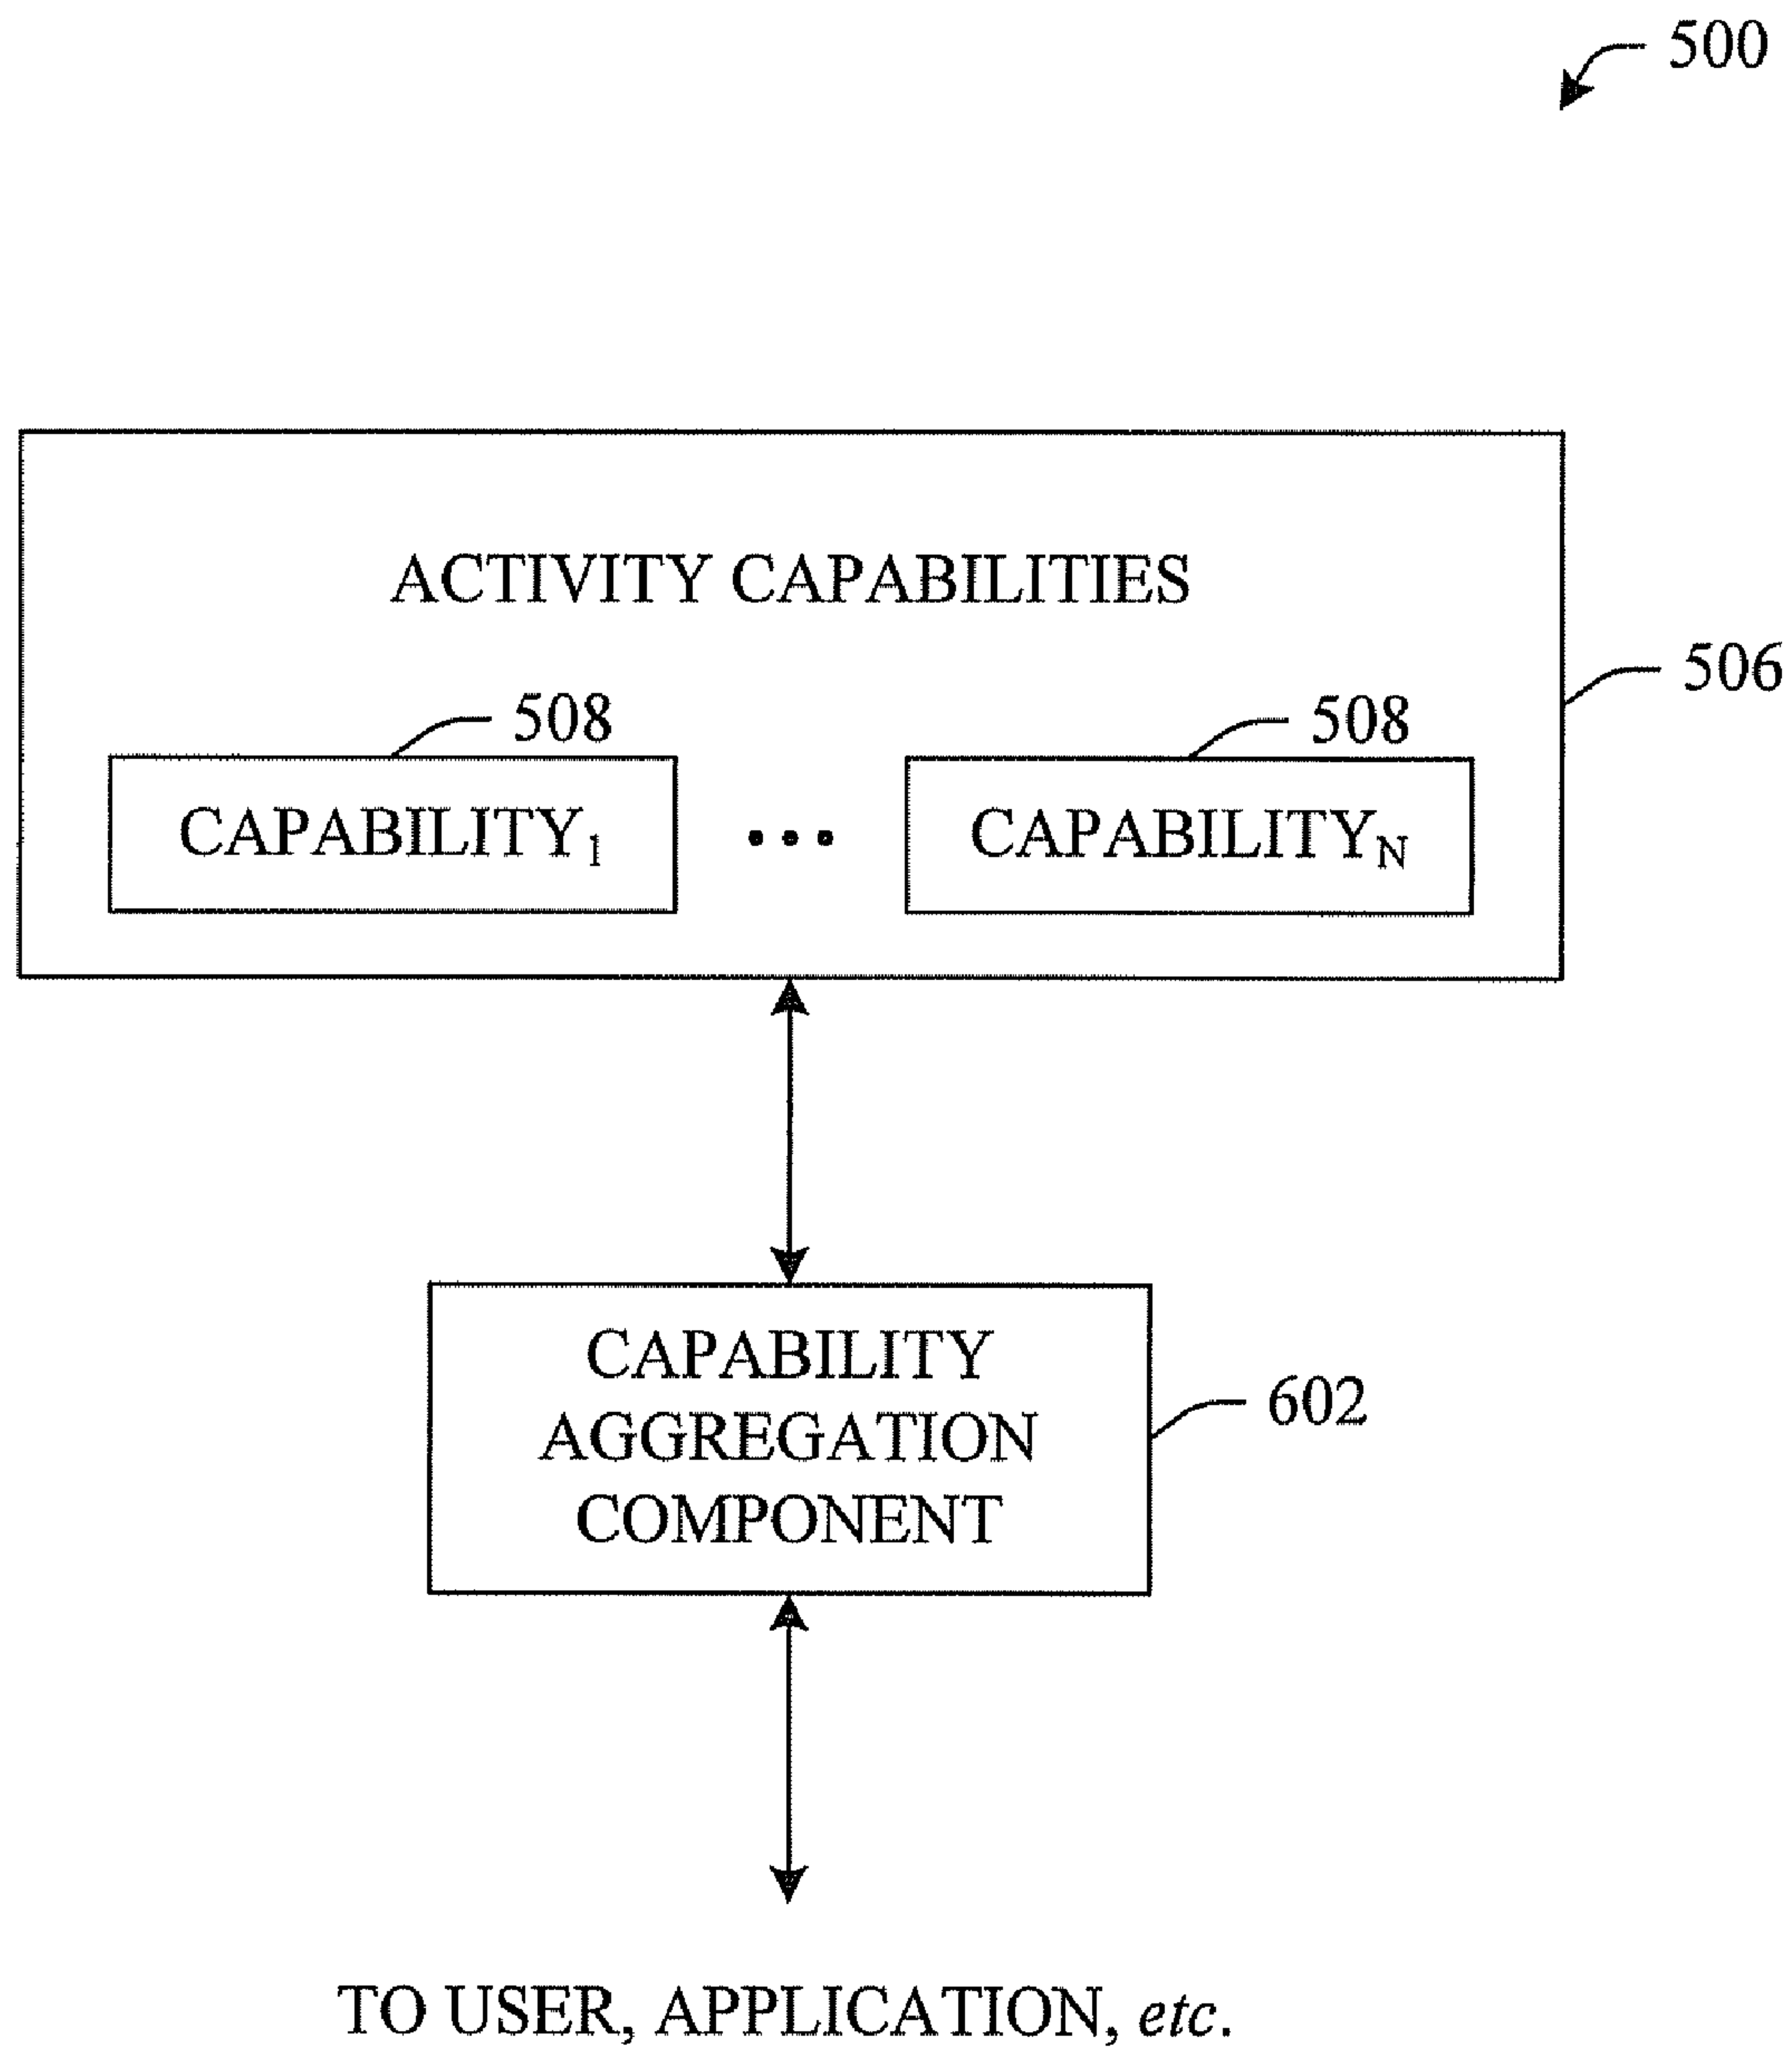 500
ACTIVITY CAPABILITIES
506
508
508
CAPABILITY1
...
CAPABILITYN
CAPABILITY
AGGREGATION
COMPONENT
602
TO USER, APPLICATION, etc.